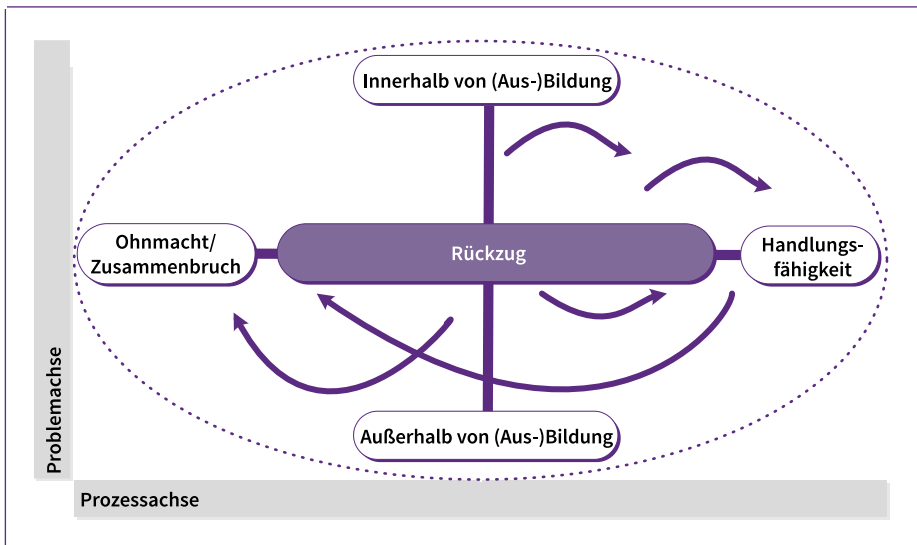 Innerhalb von (Aus-)Bildung
Ohnmacht/
Zusammenbruch
Rückzug
Handlungs-
fähigkeit
Außerhalb von (Aus-)Bildung
Problemachse
Prozessachse